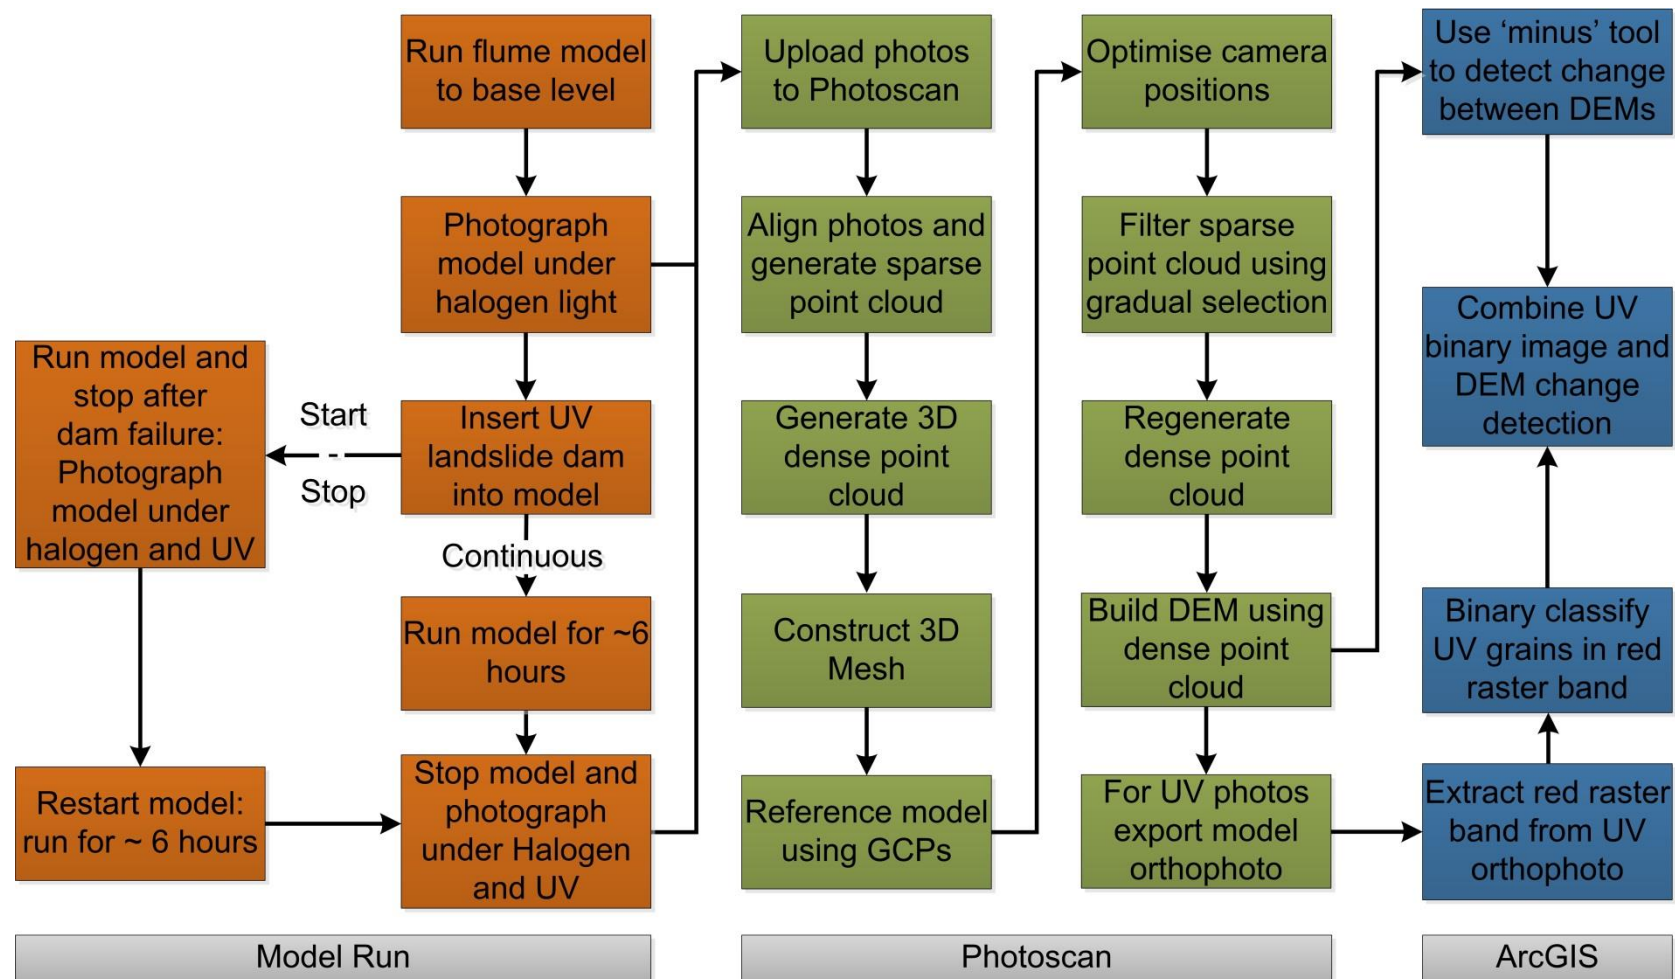 Run flume model
to base level
Photograph
model under
halogen light
Insert UV
landslide dam
into model
Start
Stop
Run model and
stop after
dam failure:
Photograph
model under
halogen and UV
Continuous
Run model for ~6
hours
Restart model:
run for ~ 6 hours
Stop model and
photograph
under Halogen
and UV
Model Run
Upload photos
to Photoscan
Align photos and
generate sparse
point cloud
Generate 3D
dense point
cloud
Construct 3D
Mesh
Reference model
using GCPs
Optimise camera
positions
Filter sparse
point cloud using
gradual selection
Regenerate
dense point
cloud
Build DEM using
dense point
cloud
For UV photos
export model
orthophoto
Photoscan
Use ‘minus’ tool
to detect change
between DEMs
Combine UV
binary image and
DEM change
detection
Binary classify
UV grains in red
raster band
Extract red raster
band from UV
orthophoto
ArcGIS